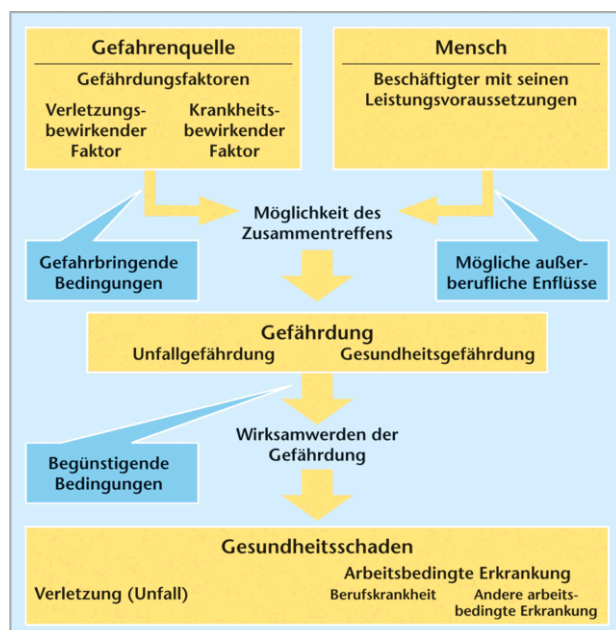 Gefahrenquelle
Gefährdungsfaktoren
Verletzungs-
bewirkender
Faktor
Krankheits-
bewirkender
Faktor
Mensch
Beschäftigter mit seinen
Leistungsvoraussetzungen
Möglichkeit des
Zusammentreffens
Gefahrbringende
Bedingungen
Mögliche außer-
berufliche Enflüsse
Gefährdung
Unfallgefährdung
Gesundheitsgefährdung
Wirksamwerden der
Gefährdung
Begünstigende
Bedingungen
Gesundheitsschaden
Verletzung (Unfall)
Arbeitsbedingte Erkrankung
Berufskrankheit
Andere arbeits-
bedingte Erkrankung